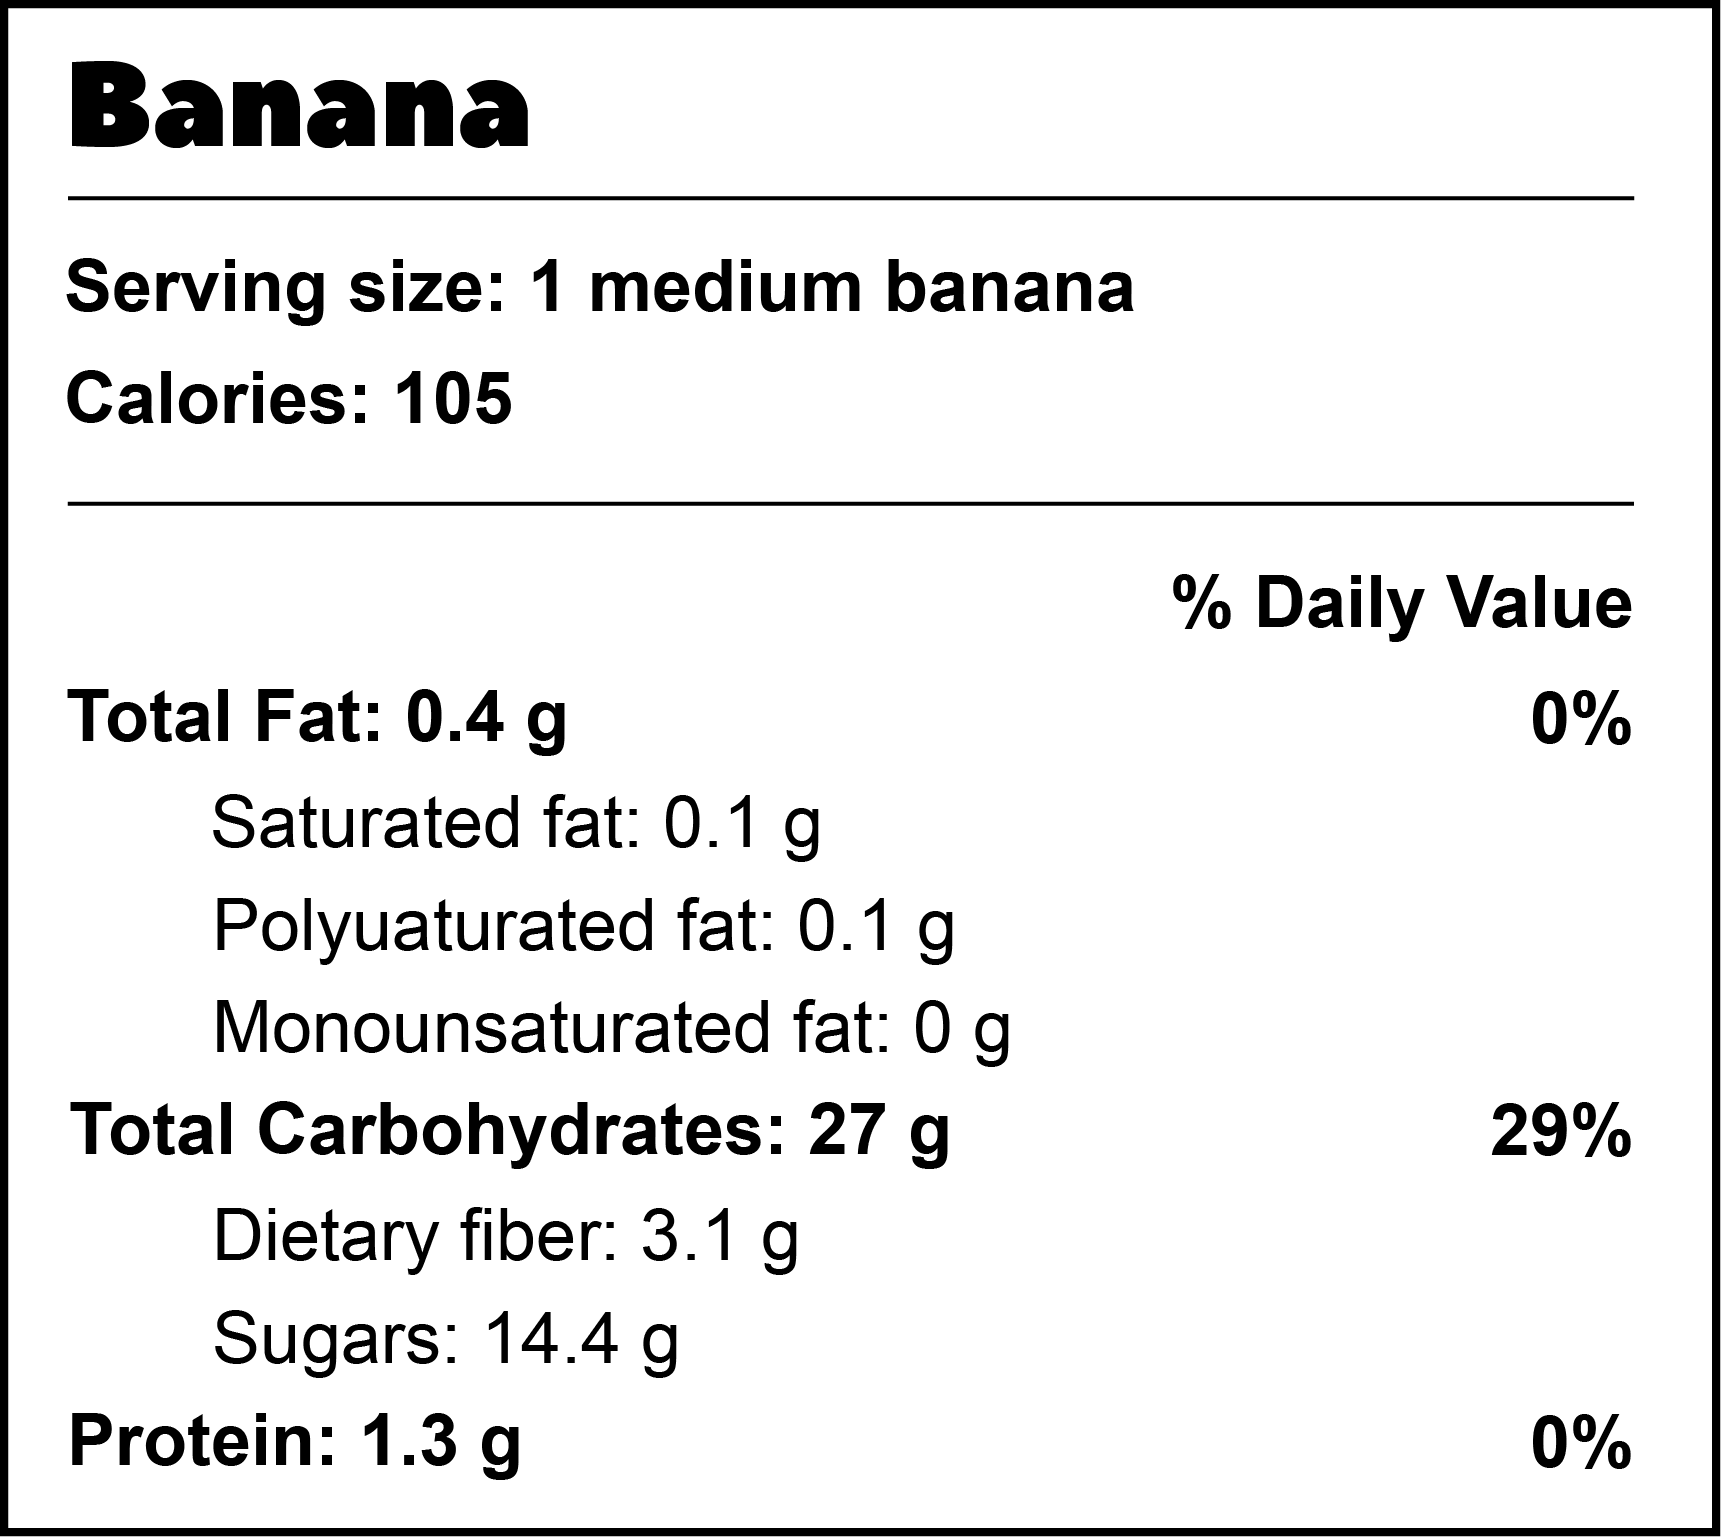 Banana
Serving size: 1 medium banana
Calories: 105
% Daily Value
Total Fat: 0.4 g 0%
Saturated fat: 0.1 g
Polyuaturated fat: 0.1 g
Monounsaturated fat: 0 g
Total Carbohydrates: 27 g 29%
Dietary fiber: 3.1 g
Sugars: 14.4 g
Protein: 1.3 g 0%